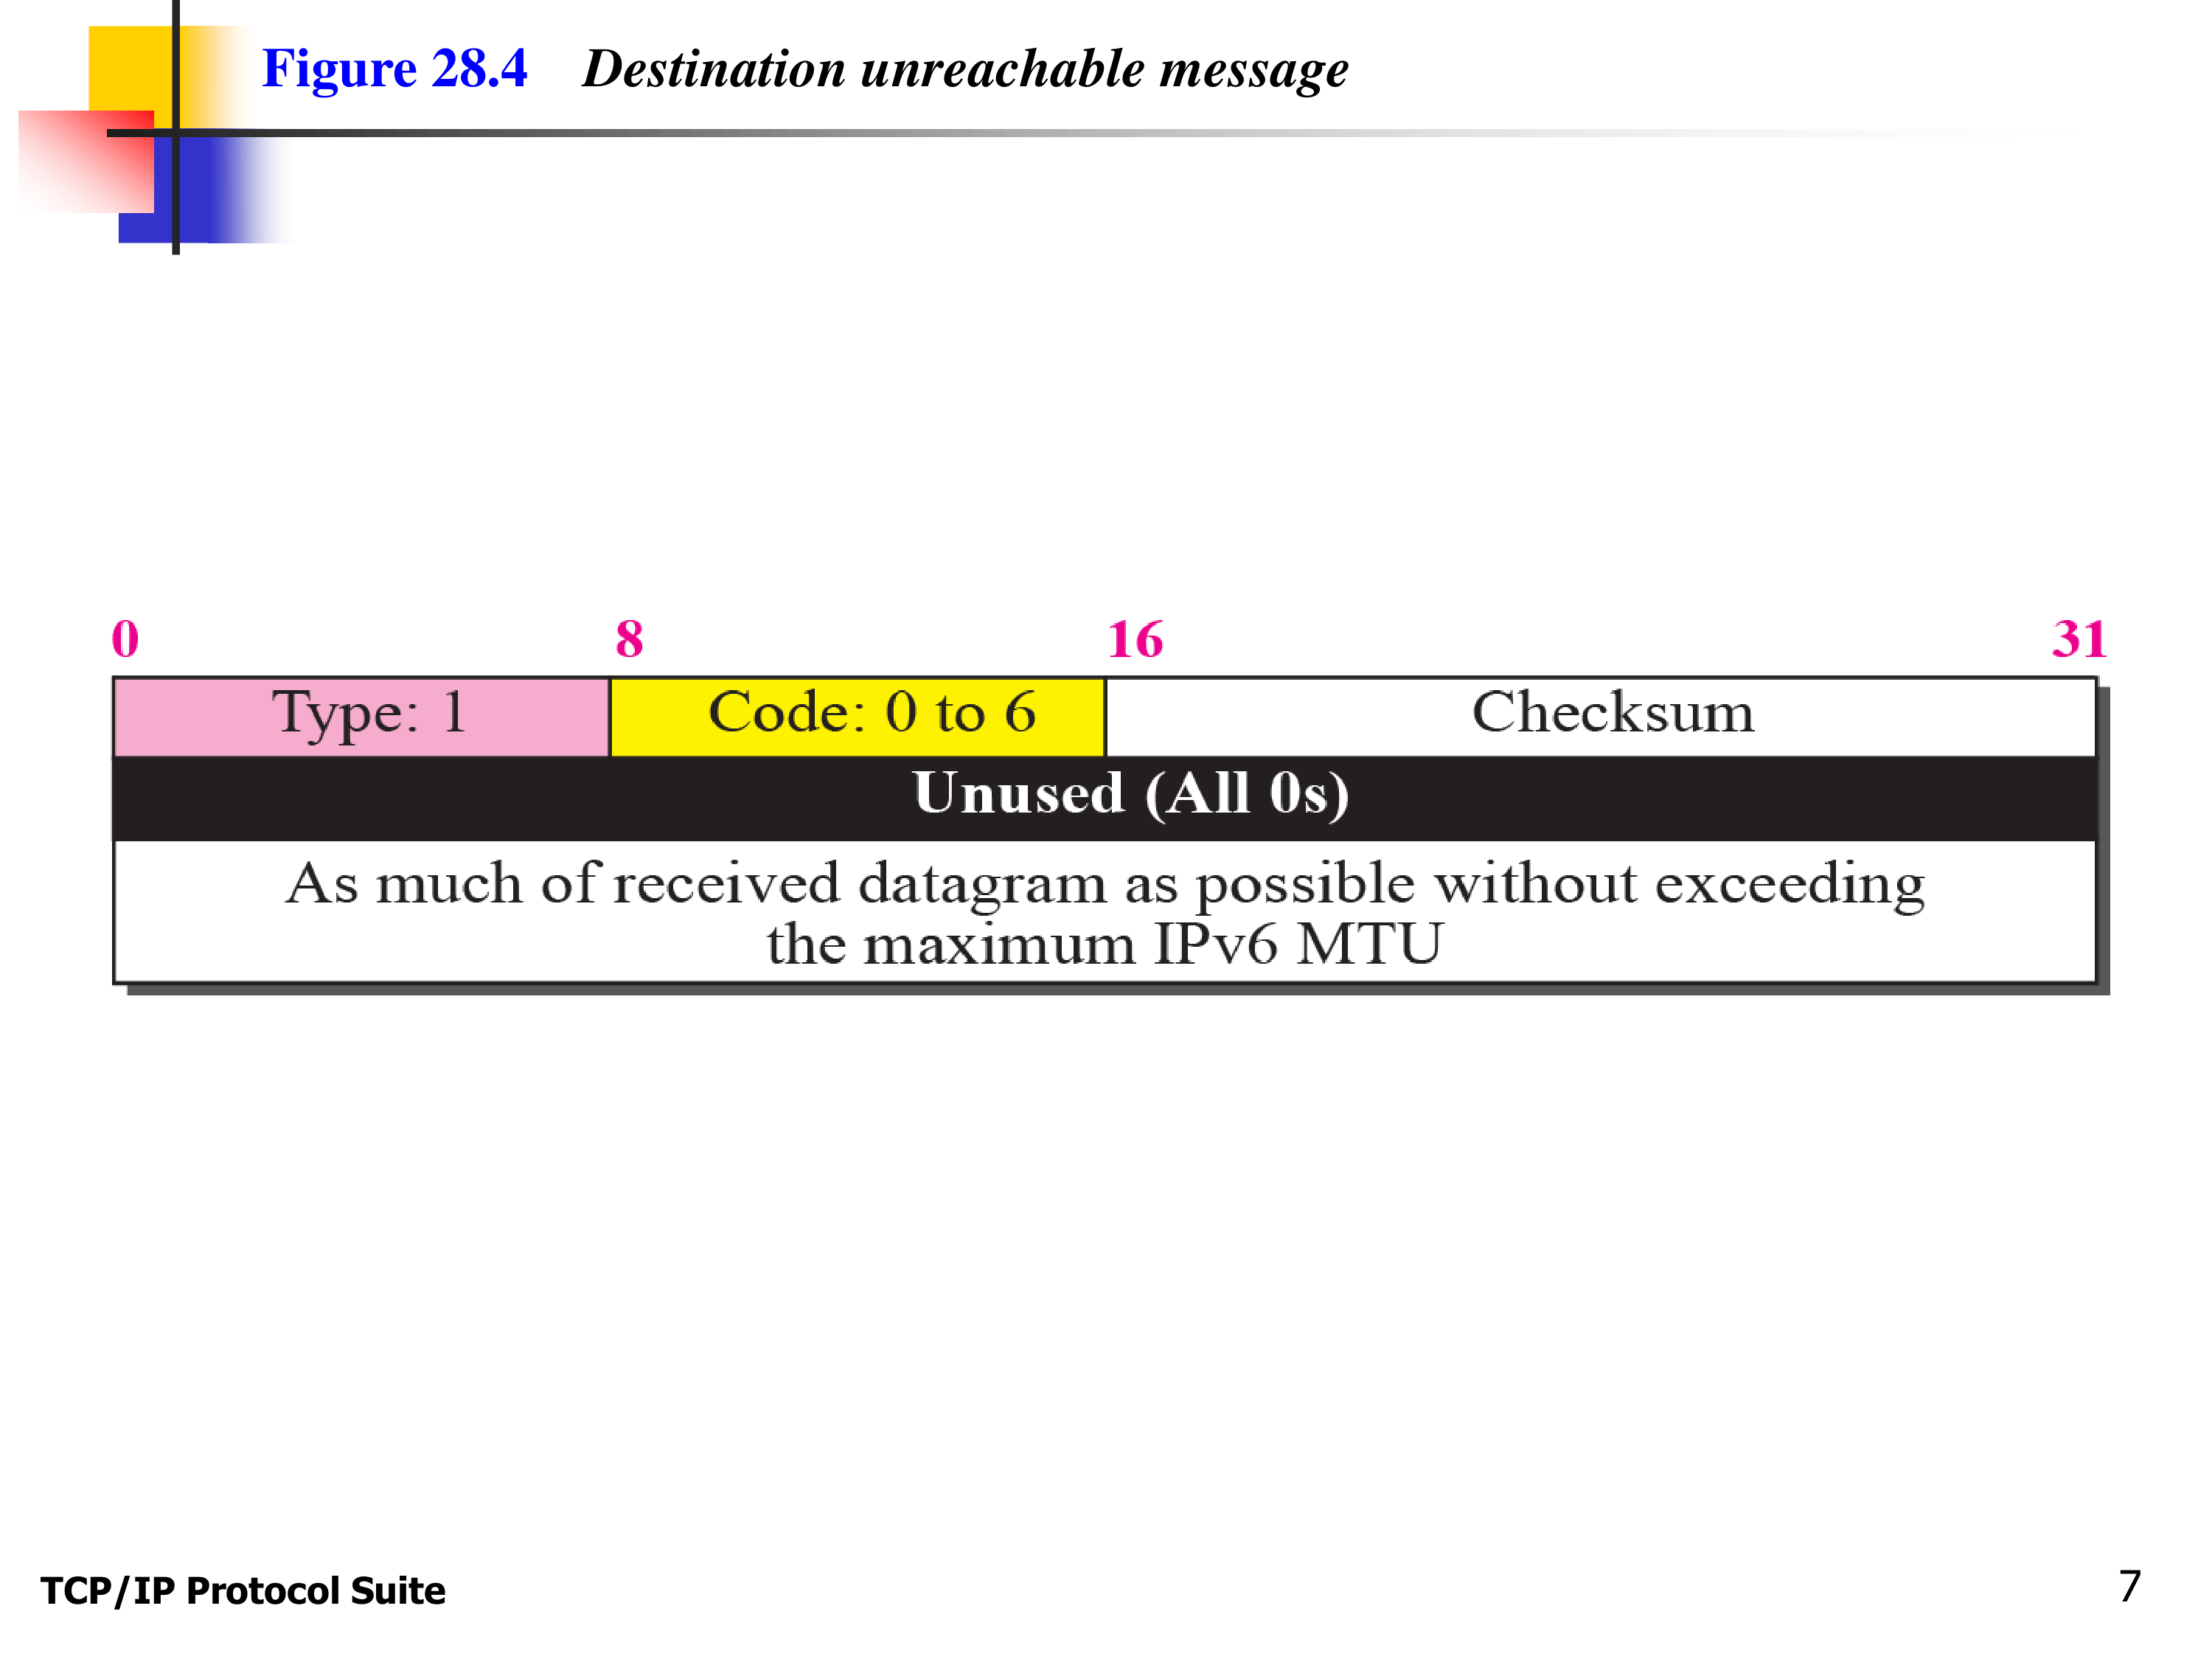 Figure 28.4 Destination unreachable message
0 8 16 31
Type: 1 Code: 0 to 6 Checksum
Unused (All 0s)
As much of received datagram as possible without exceeding
the maximum IPv6 MTU
TCP/IP Protocol Suite 7